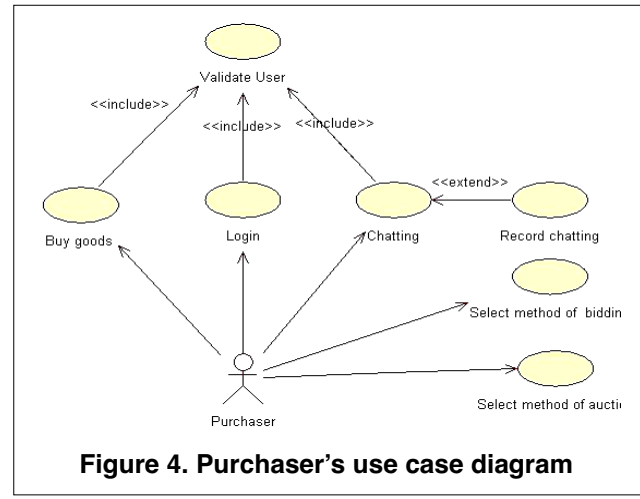 Validate User
<<include>>
<<include>>
<<include>>
<<extend>>
Buy goods
Login
Chatting
Record chatting
Select method of biddin
Select method of aucti
Purchaser
Figure 4. Purchaser's use case diagram